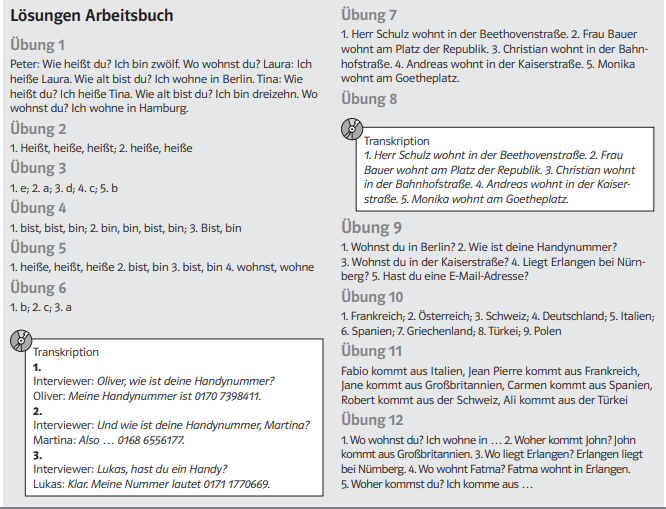 Lösungen Arbeitsbuch
Übung 1
Peter: Wie heißt du? Ich bin zwölf. Wo wohnst du? Laura: Ich
heiße Laura. Wie alt bist du? Ich wohne in Berlin. Tina: Wie
heißt du? Ich heiße Tina. Wie alt bist du? Ich bin dreizehn. Wo
wohnst du? Ich wohne in Hamburg.
Übung 2
1. Heißt, heiße, heißt; 2. heiße, heiße
Übung 3
1. e; 2. a; 3. d; 4. c; 5. b
Übung 4
1. bist, bist, bin; 2. bin, bin, bist, bin; 3. Bist, bin
Übung 5
1. heiße, heißt, heiße 2. bist, bin 3. bist, bin 4. wohnst, wohne
Übung 6
1. b; 2. c; 3. a
Transkription
1.
Interviewer: Oliver, wie ist deine Handynummer?
Oliver: Meine Handynummer ist 0170 7398411.
2.
Interviewer: Und wie ist deine Handynummer, Martina?
Martina: Also … 0168 6556177.
3.
Interviewer: Lukas, hast du ein Handy?
Lukas: Klar. Meine Nummer lautet 0171 1770669.
Übung 7
1. Herr Schulz wohnt in der Beethovenstraße. 2. Frau Bauer
wohnt am Platz der Republik. 3. Christian wohnt in der Bahn-
hofstraße. 4. Andreas wohnt in der Kaiserstraße. 5. Monika
wohnt am Goetheplatz.
Übung 8
Transkription
1. Herr Schulz wohnt in der Beethovenstraße. 2. Frau
Bauer wohnt am Platz der Republik. 3. Christian wohnt
in der Bahnhofstraße. 4. Andreas wohnt in der Kaiser-
straße. 5. Monika wohnt am Goetheplatz.
Übung 9
1. Wohnst du in Berlin? 2. Wie ist deine Handynummer?
3. Wohnst du in der Kaiserstraße? 4. Liegt Erlangen bei Nürn-
berg? 5. Hast du eine E-Mail-Adresse?
Übung 10
1. Frankreich; 2. Österreich; 3. Schweiz; 4. Deutschland; 5. Italien;
6. Spanien; 7. Griechenland; 8. Türkei; 9. Polen
Übung 11
Fabio kommt aus Italien, Jean Pierre kommt aus Frankreich,
Jane kommt aus Großbritannien, Carmen kommt aus Spanien,
Robert kommt aus der Schweiz, Ali kommt aus der Türkei
Übung 12
1. Wo wohnst du? Ich wohne in … 2. Woher kommt John? John
kommt aus Großbritannien. 3. Wo liegt Erlangen? Erlangen liegt
bei Nürnberg. 4. Wo wohnt Fatma? Fatma wohnt in Erlangen.
5. Woher kommst du? Ich komme aus …